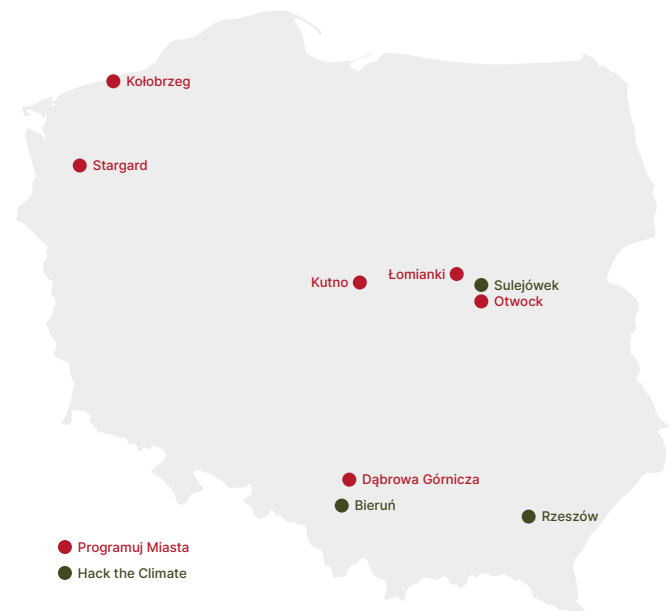 Kołobrzeg
Stargard
Łomianki
Kutno
Sulejówek
Otwock
Dąbrowa Górnicza
Bieruń
Rzeszów
Programuj Miasta
Hack the Climate